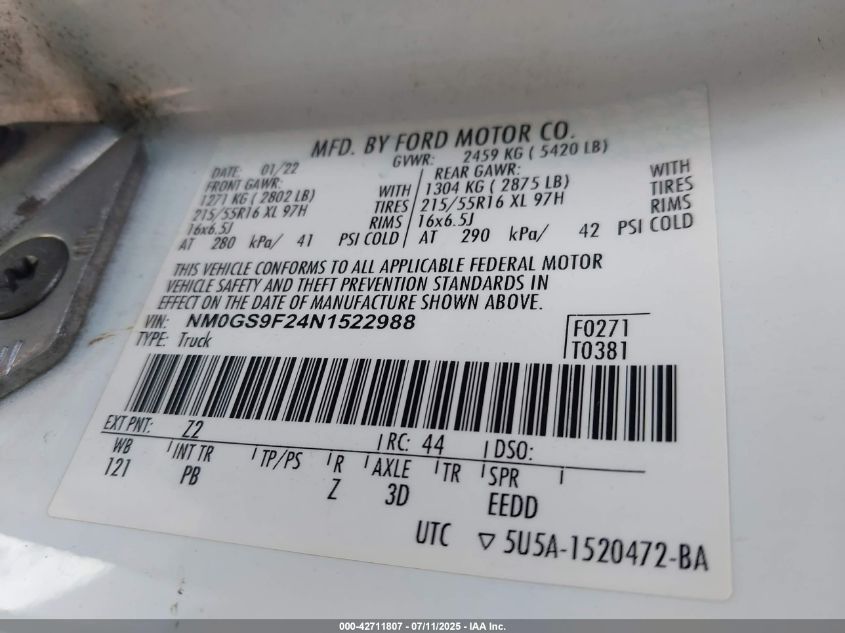 MFD. BY FORD MOTOR CO.
DATE: 01/22 GVWR: 2459 KG ( 5420 LB)
FRONT GAWR: REAR GAWR:
1271 KG ( 2802 LB) WITH 1304 KG ( 2875 LB) WITH
215/55R16 XL 97H TIRES 215/55R16 XL 97H TIRES
16x6.5J RIMS 16x6.5J RIMS
AT 280 kPa/ 41 PSI COLD AT 290 kPa/ 42 PSI COLD
THIS VEHICLE CONFORMS TO ALL APPLICABLE FEDERAL MOTOR
VEHICLE SAFETY AND THEFT PREVENTION STANDARDS IN
EFFECT ON THE DATE OF MANUFACTURE SHOWN ABOVE.
VIN: NM0GS9F24N1522988
TYPE: Truck
F0271
T0381
EXT PNT: Z2 RC: 44 DSO:
WB INT TR TP/PS R AXLE TR SPR
121 PB Z 3D EEDD
UTC ▽ 5U5A-1520472-BA
000-42711807 - 07/11/2025 - IAA Inc.